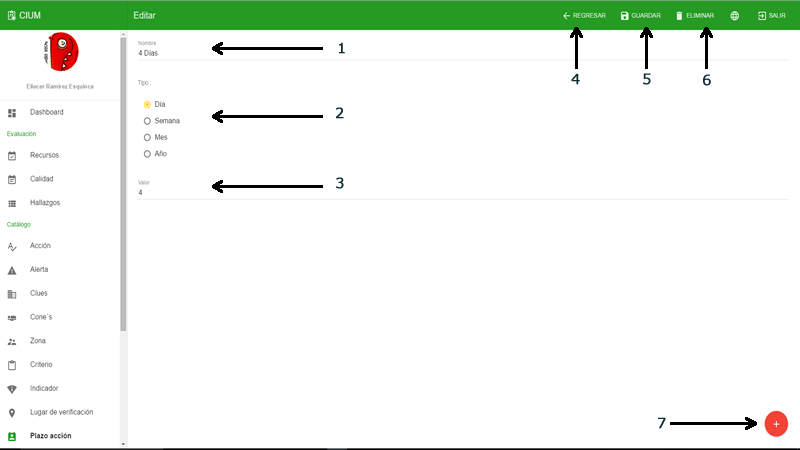 CIUM
Editar
REGRESAR
GUARDAR
ELIMINAR
SALIR
Eliecer Ramirez Esquinca
Dashboard
Evaluación
Recursos
Calidad
Hallazgos
Catálogo
Acción
Alerta
Clues
Cone´s
Zona
Criterio
Indicador
Lugar de verificación
Plazo acción
Nombre
4 Dias
1
Tipo
Día
Semana
Mes
Año
2
Valor
4
3
4
5
6
7
+